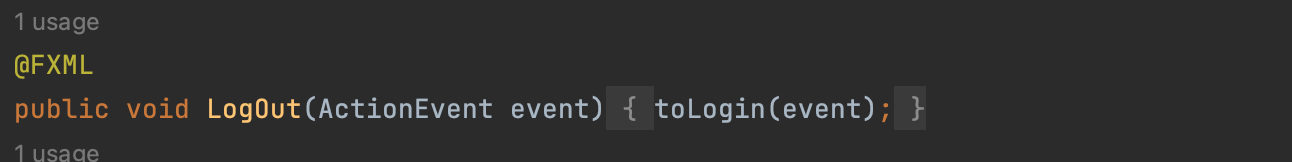 1 usage
@FXML
public void LogOut(ActionEvent event) { toLogin(event); }
1 usage